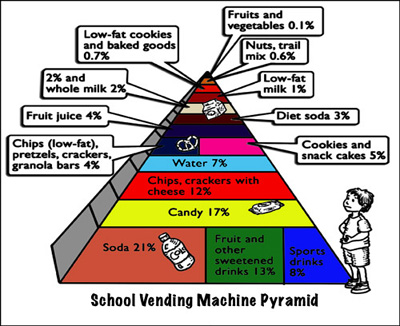 Fruits and
vegetables 0.1%
Low-fat cookies
and baked goods
0.7%
Nuts, trail
mix 0.6%
2% and
whole milk 2%
Low-fat
milk 1%
Fruit juice 4%
Diet soda 3%
Chips (low-fat),
pretzels, crackers,
granola bars 4%
Cookies and
snack cakes 5%
Water 7%
Chips, crackers with
cheese 12%
Candy 17%
Soda 21%
Fruit and
other
sweetened
drinks 13%
Sports
drinks
8%
School Vending Machine Pyramid